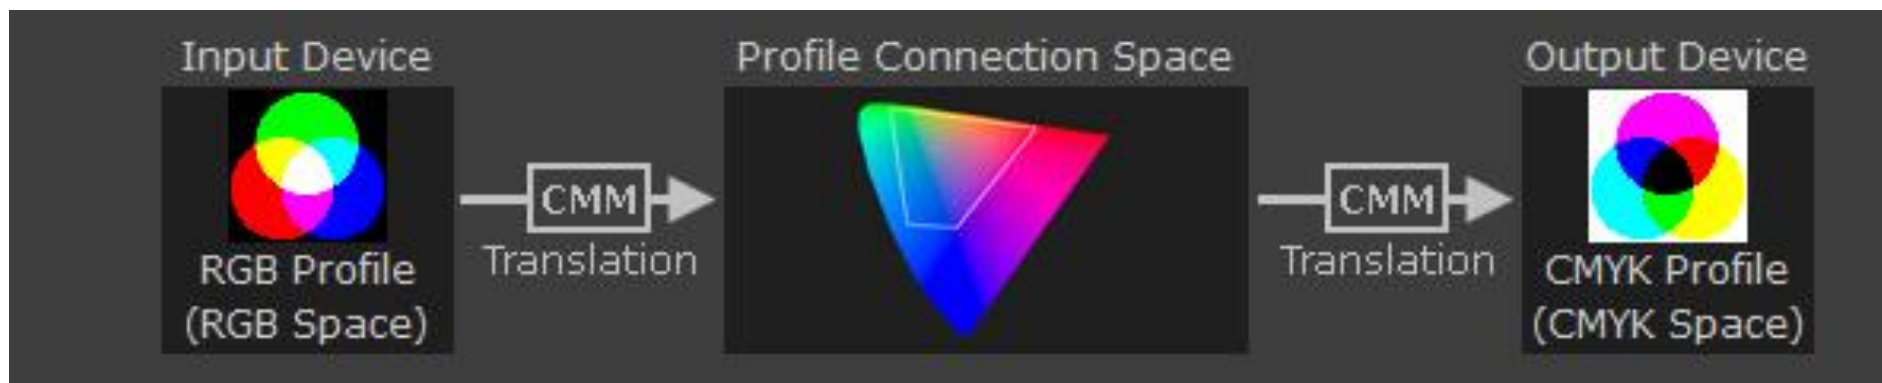 Input Device
Profile Connection Space
Output Device
CMM
CMM
Translation
Translation
RGB Profile
(RGB Space)
CMYK Profile
(CMYK Space)